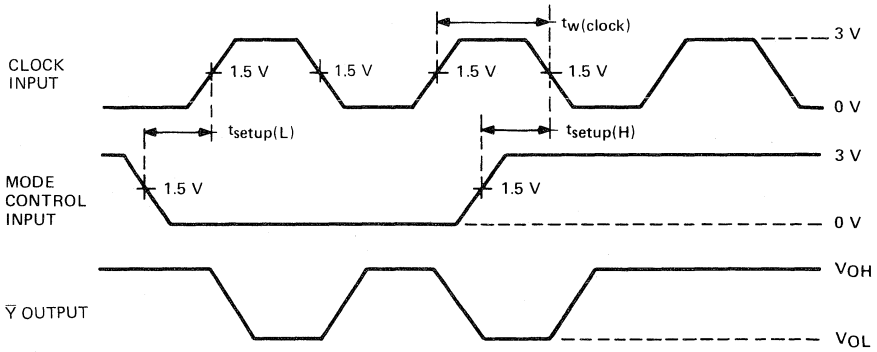 tw(clock)
3 V
CLOCK
INPUT
1.5 V
1.5 V
1.5 V
1.5 V
0 V
tsetup(L)
tsetup(H)
3 V
MODE
CONTROL
INPUT
1.5 V
1.5 V
0 V
VOH
Y̅ OUTPUT
VOL